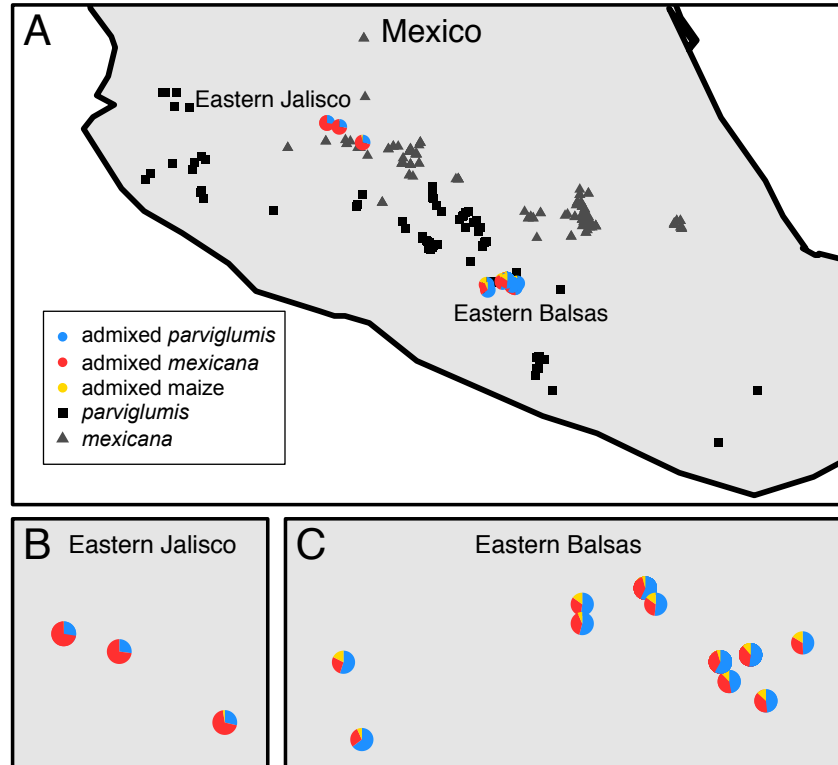 A
Mexico
Eastern Jalisco
Eastern Balsas
admixed parviglumis
admixed mexicana
admixed maize
parviglumis
mexicana
B Eastern Jalisco
C Eastern Balsas